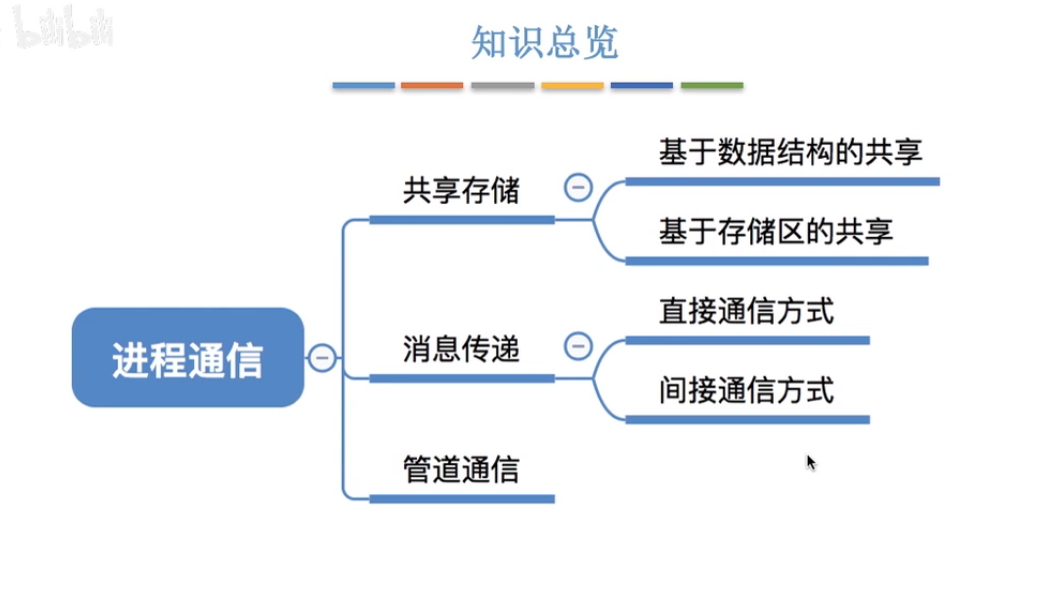 bilibili
知识总览
基于数据结构的共享
共享存储
基于存储区的共享
直接通信方式
消息传递
进程通信
间接通信方式
管道通信